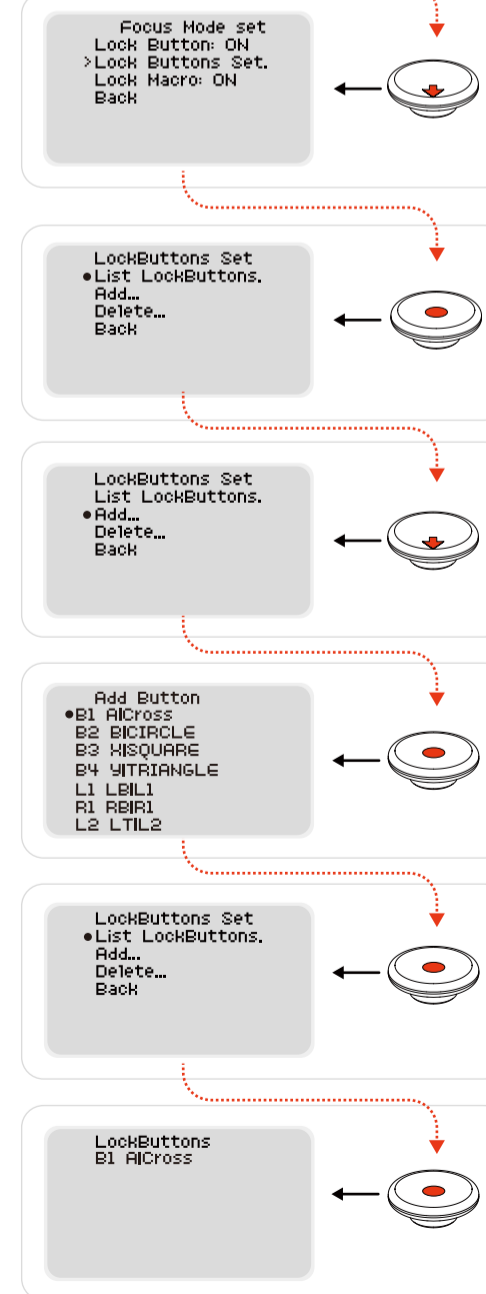 Focus Mode set
Lock Button: ON
>Lock Buttons Set.
Lock Macro: ON
Back
LockButtons Set
●List LockButtons.
Add...
Delete...
Back
LockButtons Set
List LockButtons.
●Add...
Delete...
Back
Add Button
●B1 A|Cross
B2 B|CIRCLE
B3 X|SQUARE
B4 Y|TRIANGLE
L1 LB|L1
R1 RB|R1
L2 LT|L2
LockButtons Set
●List LockButtons.
Add...
Delete...
Back
LockButtons
B1 A|Cross